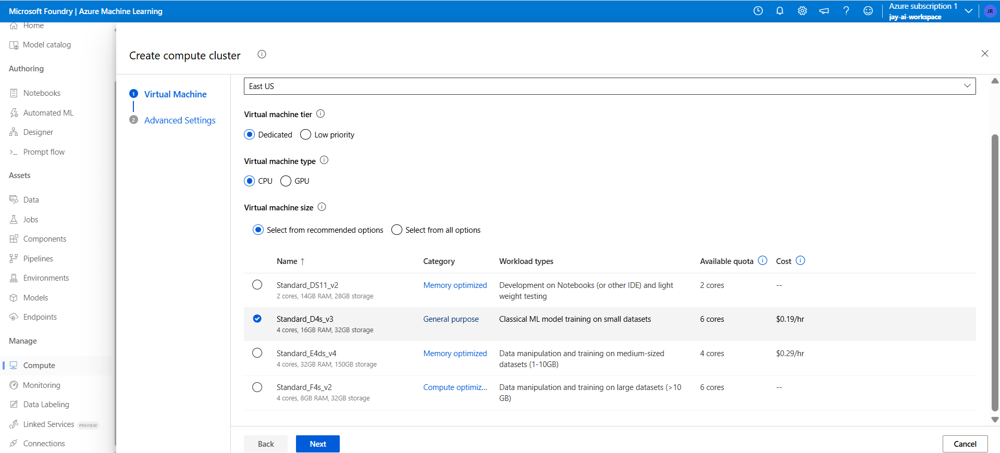 Microsoft Foundry | Azure Machine Learning
Azure subscription 1
jay-ai-workspace
JR
Home
Model catalog
Authoring
Notebooks
Automated ML
Designer
Prompt flow
Assets
Data
Jobs
Components
Pipelines
Environments
Models
Endpoints
Manage
Compute
Monitoring
Data Labeling
Linked Services PREVIEW
Connections
Create compute cluster
1 Virtual Machine
2 Advanced Settings
East US
Virtual machine tier
Dedicated Low priority
Virtual machine type
CPU GPU
Virtual machine size
Select from recommended options Select from all options
Name ↑ Category Workload types Available quota Cost
Standard_DS11_v2 Memory optimized Development on Notebooks (or other IDE) and light 2 cores --
2 cores, 14GB RAM, 28GB storage weight testing
Standard_D4s_v3 General purpose Classical ML model training on small datasets 6 cores $0.19/hr
4 cores, 16GB RAM, 32GB storage
Standard_E4ds_v4 Memory optimized Data manipulation and training on medium-sized 4 cores $0.29/hr
4 cores, 32GB RAM, 150GB storage datasets (1-10GB)
Standard_F4s_v2 Compute optimiz... Data manipulation and training on large datasets (>10 6 cores --
4 cores, 8GB RAM, 32GB storage GB)
Back Next Cancel